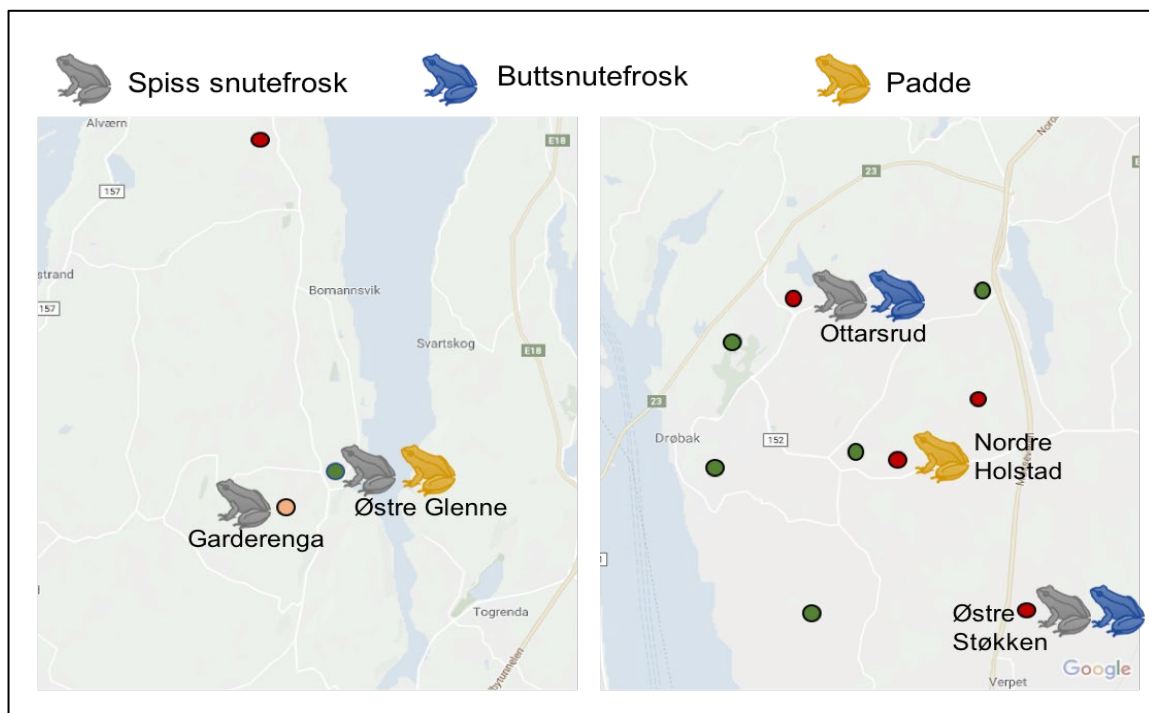 Spiss snutefrosk
Buttsnutefrosk
Padde
Alværn
157
E18
strand
157
Bomannsvik
Svartskog
E18
Østre Glenne
Garderenga
Togrenda
bytunnelen
23
Ottarsrud
23
Drøbak
152
Nordre
Holstad
Østre
Støkken
Verpet
Google